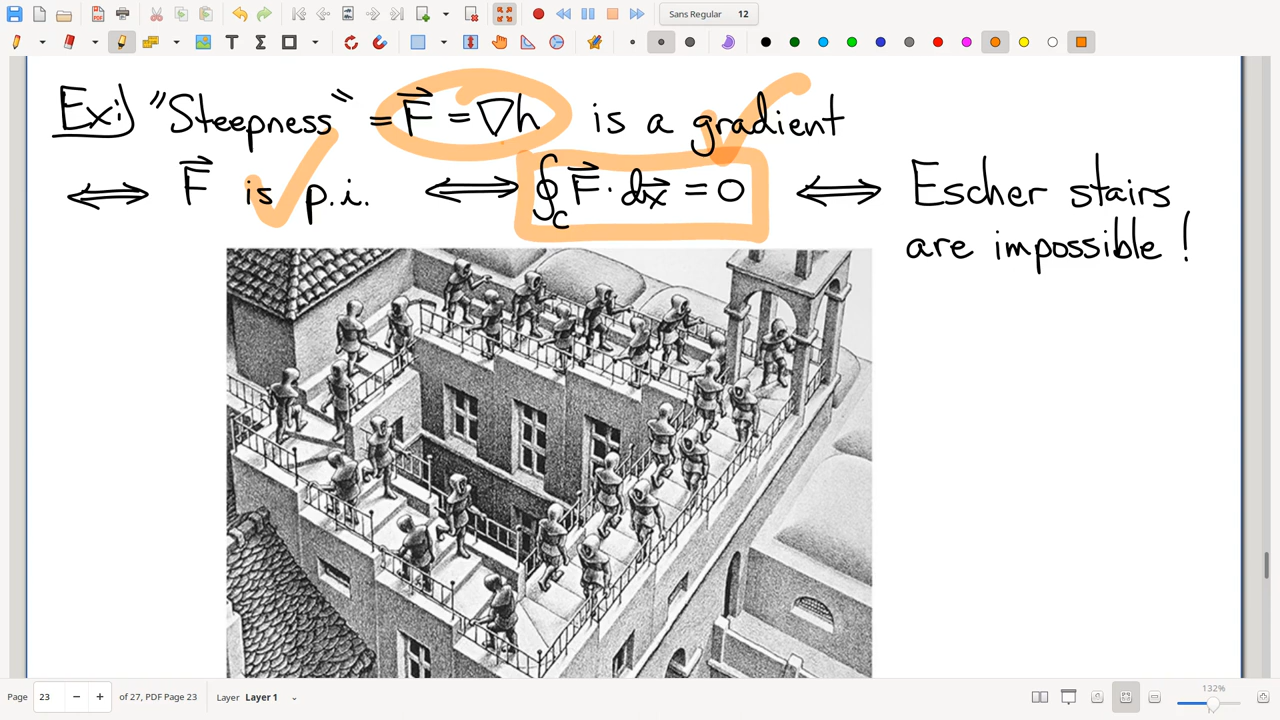 Sans Regular 12
Ex:) "Steepness" = F⃗ = ∇h is a gradient
⟺ F⃗ is p.i. ⟺ ∮_C F⃗ · dx⃗ = 0 ⟺ Escher stairs
are impossible!
Page 23 of 27, PDF Page 23 Layer Layer 1 132%